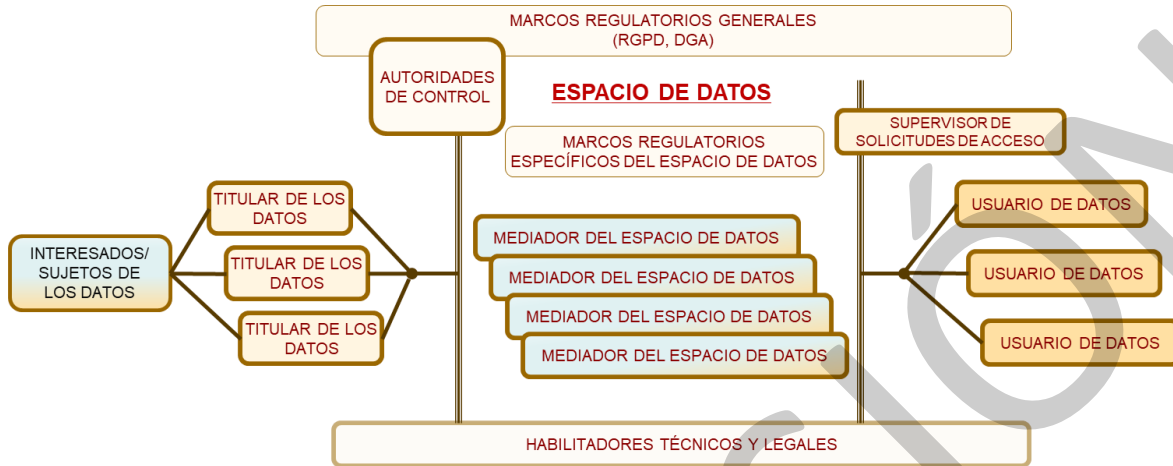 MARCOS REGULATORIOS GENERALES
(RGPD, DGA)
AUTORIDADES
DE CONTROL
ESPACIO DE DATOS
MARCOS REGULATORIOS
ESPECÍFICOS DEL ESPACIO DE DATOS
SUPERVISOR DE
SOLICITUDES DE ACCESO
INTERESADOS/
SUJETOS DE
LOS DATOS
TITULAR DE LOS
DATOS
TITULAR DE LOS
DATOS
TITULAR DE LOS
DATOS
MEDIADOR DEL ESPACIO DE DATOS
MEDIADOR DEL ESPACIO DE DATOS
MEDIADOR DEL ESPACIO DE DATOS
MEDIADOR DEL ESPACIO DE DATOS
USUARIO DE DATOS
USUARIO DE DATOS
USUARIO DE DATOS
HABILITADORES TÉCNICOS Y LEGALES